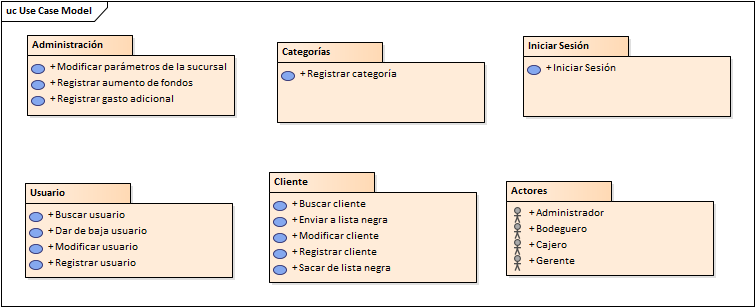 uc Use Case Model
Administración
+ Modificar parámetros de la sucursal
+ Registrar aumento de fondos
+ Registrar gasto adicional
Categorías
+ Registrar categoría
Iniciar Sesión
+ Iniciar Sesión
Usuario
+ Buscar usuario
+ Dar de baja usuario
+ Modificar usuario
+ Registrar usuario
Cliente
+ Buscar cliente
+ Enviar a lista negra
+ Modificar cliente
+ Registrar cliente
+ Sacar de lista negra
Actores
+ Administrador
+ Bodeguero
+ Cajero
+ Gerente